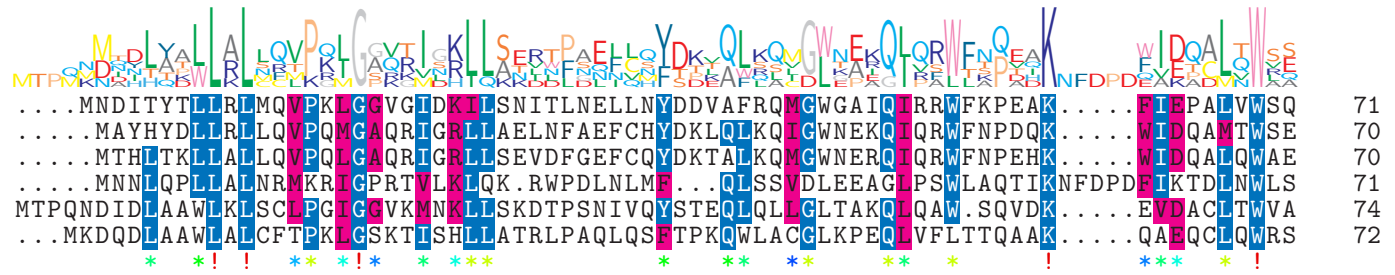 MTPQNMTDLYALLALLQVPQLGGVTIGKLLSERTPAELLQYDKYQLKQMGWNEKQLQRWFNQEAKNFDPDWIDQALTWSS
.....MNDITYTLLRLMQVPKLGGVGIDKILSNITLNELLNYDDVAFRQMGWGAIQIRRWFKPEAK.....FIEPALVWSQ 71
.....MAYHYDLLRLLQVPQMGAQRIGRLLAELNFAEFCHYDKLQLKQIGWNEKQIQRWFNPDQK.....WIDQAMTWSE 70
.....MTHLTKLLALLQVPQLGAQRIGRLLSEVDFGEFCQYDKTALKQMGWNERQIQRWFNPEHK.....WIDQALQWAE 70
.....MNNLQPLLALNRMKRIGPRTVLKLQK.RWPDLNLMF...QLSSVDLEEAGLPSWLAQTIKNFDPDFIKTDLNWLS 71
MTPQNDIDLAAWLKLSCLPGIGGVKMNKLLSKDTPSNIVQYSTEQLQLLGLTAKQLQAW.SQVDK.....EVDACLTWVA 74
...MKDQDLAAWLALCFTPKLGSKTISHLLATRLPAQLQSFTPKQWLACGLKPEQLVFLTTQAAK.....QAEQCLQWRS 72
* * ! ! * * * ! * * * * * * * * * * * ! * * * * !